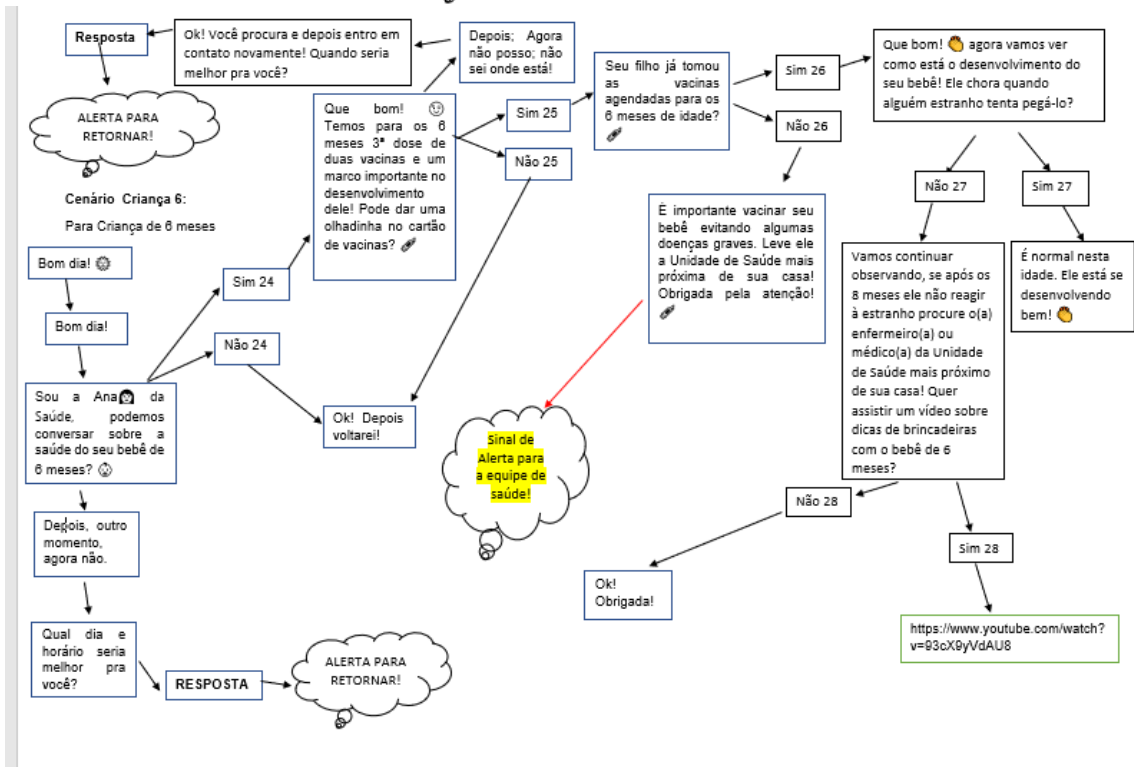 Resposta
Ok! Você procura e depois entro em
contato novamente! Quando seria
melhor pra você?
Depois; Agora
não posso; não
sei onde está!
ALERTA PARA
RETORNAR!
Cenário Criança 6:
Para Criança de 6 meses
Bom dia!
Bom dia!
Sou a Ana da
Saúde, podemos
conversar sobre a
saúde do seu bebê de
6 meses?
Sim 24
Não 24
Que bom!
Temos para os 6
meses 3ª dose de
duas vacinas e um
marco importante no
desenvolvimento
dele! Pode dar uma
olhadinha no cartão
de vacinas?
Sim 25
Não 25
Ok! Depois
voltarei!
Seu filho já tomou
as vacinas
agendadas para os
6 meses de idade?
Sim 26
Não 26
É importante vacinar seu
bebê evitando algumas
doenças graves. Leve ele
a Unidade de Saúde mais
próxima de sua casa!
Obrigada pela atenção!
Sinal de
Alerta para
a equipe de
saúde!
Que bom! 👏 agora vamos ver
como está o desenvolvimento do
seu bebê! Ele chora quando
alguém estranho tenta pegá-lo?
Não 27
Sim 27
Vamos continuar
observando, se após os
8 meses ele não reagir
à estranho procure o(a)
enfermeiro(a) ou
médico(a) da Unidade
de Saúde mais próximo
de sua casa! Quer
assistir um vídeo sobre
dicas de brincadeiras
com o bebê de 6
meses?
É normal nesta
idade. Ele está se
desenvolvendo
bem! 👏
Não 28
Sim 28
Ok!
Obrigada!
https://www.youtube.com/watch?
v=93cX9yVdAU8
Depois, outro
momento,
agora não.
Qual dia e
horário seria
melhor pra
você?
RESPOSTA
ALERTA PARA
RETORNAR!